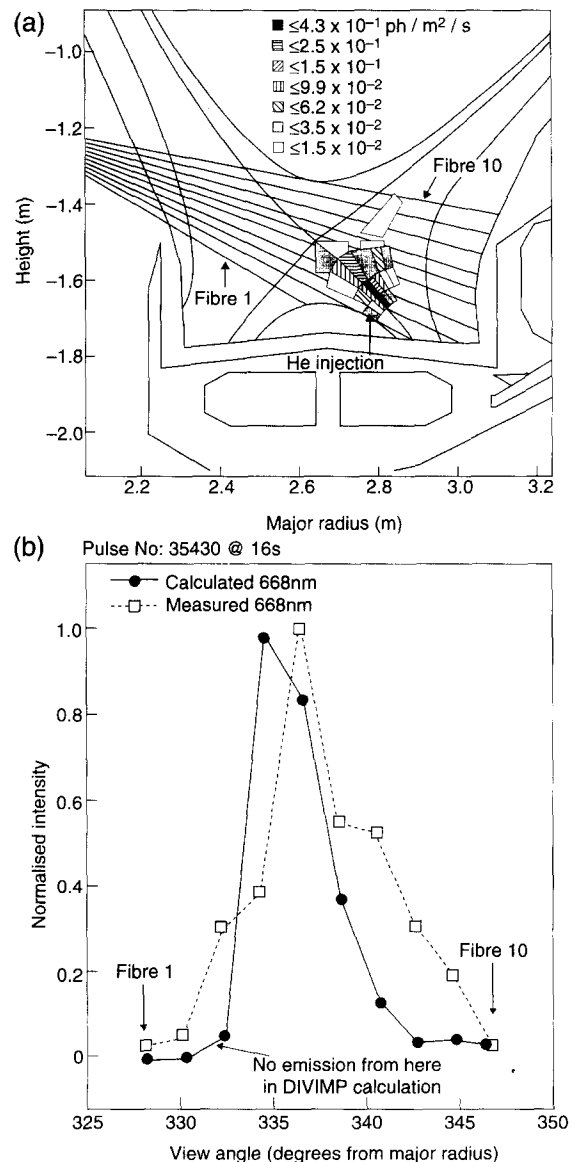 (a)
≤4.3 x 10⁻¹ ph / m² / s
≤2.5 x 10⁻¹
≤1.5 x 10⁻¹
≤9.9 x 10⁻²
≤6.2 x 10⁻²
≤3.5 x 10⁻²
≤1.5 x 10⁻²
-1.0
-1.2
-1.4
-1.6
-1.8
-2.0
Height (m)
Fibre 10
Fibre 1
He injection
2.2
2.4
2.6
2.8
3.0
3.2
Major radius (m)
(b)
Pulse No: 35430 @ 16s
Calculated 668nm
Measured 668nm
1.0
0.8
0.6
0.4
0.2
0
Normalised intensity
Fibre 1
Fibre 10
No emission from here
in DIVIMP calculation
325
330
335
340
345
350
View angle (degrees from major radius)